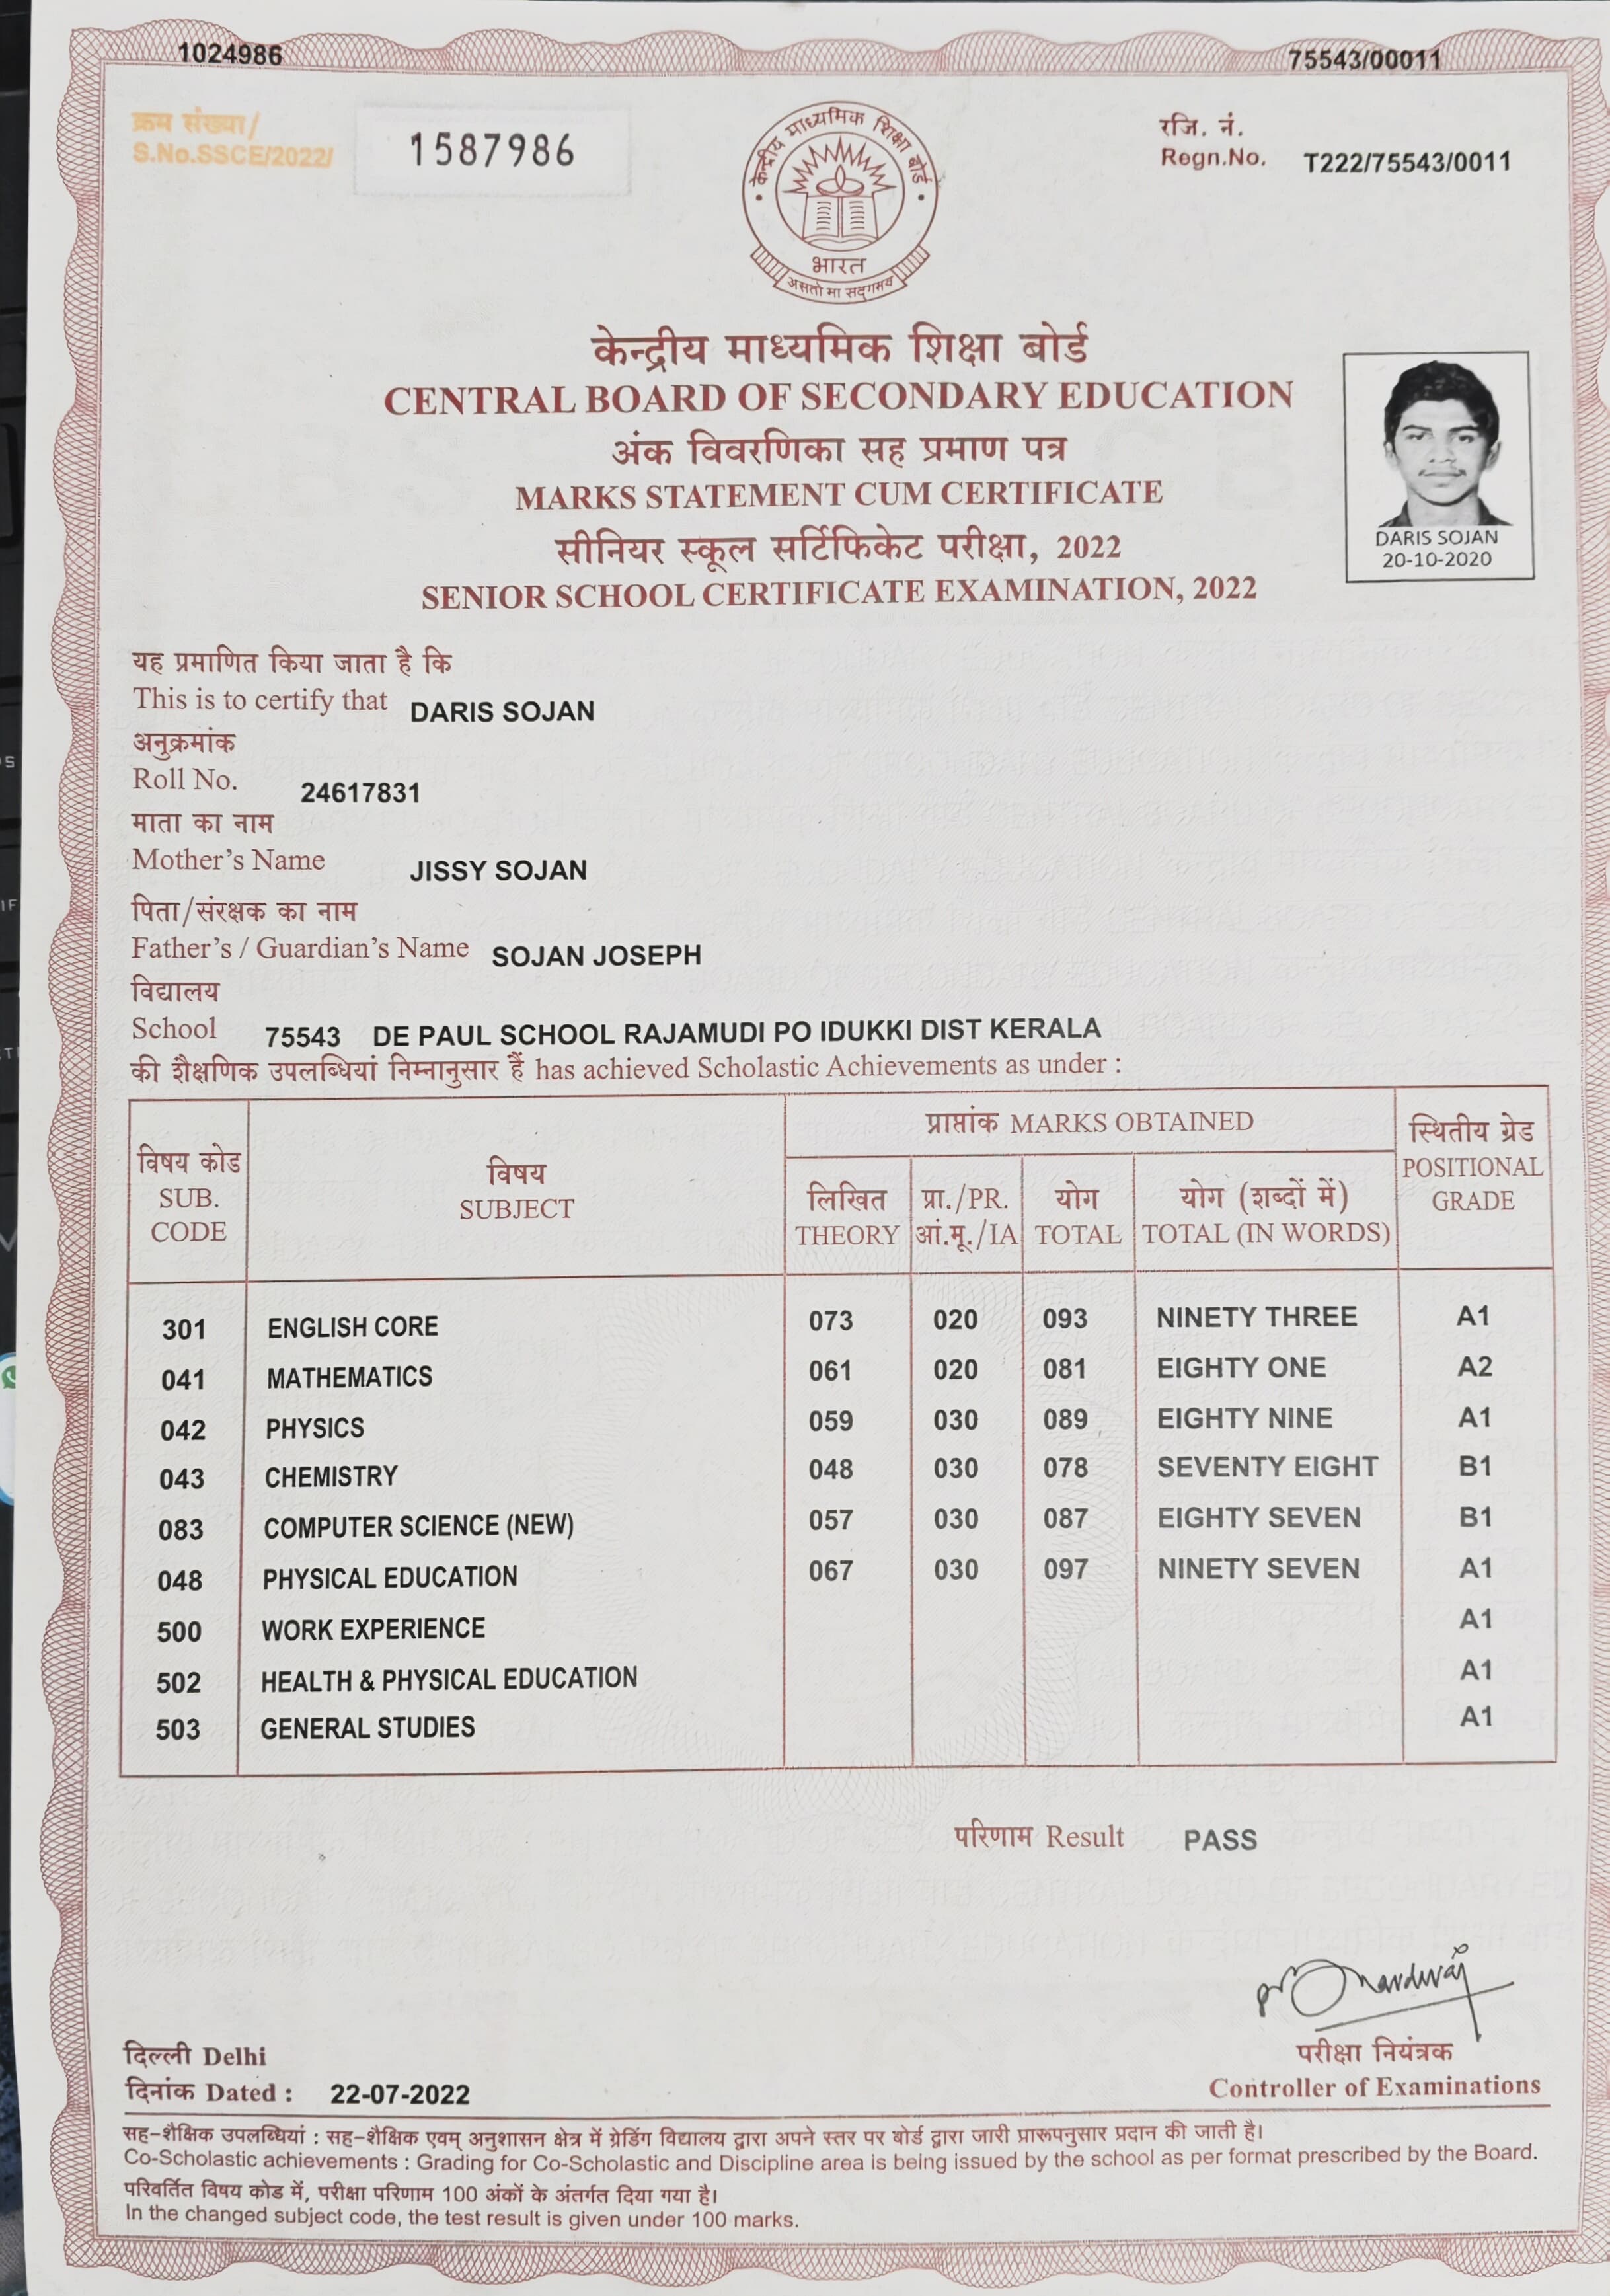 1024986
75543/00011
क्रम संख्या/
S.No.SSCE/2022/
1587986
रजि. नं.
Regn.No. T222/75543/0011
केन्द्रीय माध्यमिक शिक्षा बोर्ड
भारत
असतो मा सद्गमय
केन्द्रीय माध्यमिक शिक्षा बोर्ड
CENTRAL BOARD OF SECONDARY EDUCATION
अंक विवरणिका सह प्रमाण पत्र
MARKS STATEMENT CUM CERTIFICATE
सीनियर स्कूल सर्टिफिकेट परीक्षा, 2022
SENIOR SCHOOL CERTIFICATE EXAMINATION, 2022
DARIS SOJAN
20-10-2020
यह प्रमाणित किया जाता है कि
This is to certify that DARIS SOJAN
अनुक्रमांक
Roll No. 24617831
माता का नाम
Mother's Name JISSY SOJAN
पिता/संरक्षक का नाम
Father's / Guardian's Name SOJAN JOSEPH
विद्यालय
School 75543 DE PAUL SCHOOL RAJAMUDI PO IDUKKI DIST KERALA
की शैक्षणिक उपलब्धियां निम्नानुसार हैं has achieved Scholastic Achievements as under :
विषय कोड
SUB.
CODE
विषय
SUBJECT
प्राप्तांक MARKS OBTAINED
लिखित
THEORY
प्रा./PR.
आं.मू./IA
योग
TOTAL
योग (शब्दों में)
TOTAL (IN WORDS)
स्थितीय ग्रेड
POSITIONAL
GRADE
301 ENGLISH CORE 073 020 093 NINETY THREE A1
041 MATHEMATICS 061 020 081 EIGHTY ONE A2
042 PHYSICS 059 030 089 EIGHTY NINE A1
043 CHEMISTRY 048 030 078 SEVENTY EIGHT B1
083 COMPUTER SCIENCE (NEW) 057 030 087 EIGHTY SEVEN B1
048 PHYSICAL EDUCATION 067 030 097 NINETY SEVEN A1
500 WORK EXPERIENCE A1
502 HEALTH & PHYSICAL EDUCATION A1
503 GENERAL STUDIES A1
परिणाम Result PASS
परीक्षा नियंत्रक
Controller of Examinations
दिल्ली Delhi
दिनांक Dated : 22-07-2022
सह-शैक्षिक उपलब्धियां : सह-शैक्षिक एवम् अनुशासन क्षेत्र में ग्रेडिंग विद्यालय द्वारा अपने स्तर पर बोर्ड द्वारा जारी प्रारूपनुसार प्रदान की जाती है।
Co-Scholastic achievements : Grading for Co-Scholastic and Discipline area is being issued by the school as per format prescribed by the Board.
परिवर्तित विषय कोड में, परीक्षा परिणाम 100 अंकों के अंतर्गत दिया गया है।
In the changed subject code, the test result is given under 100 marks.